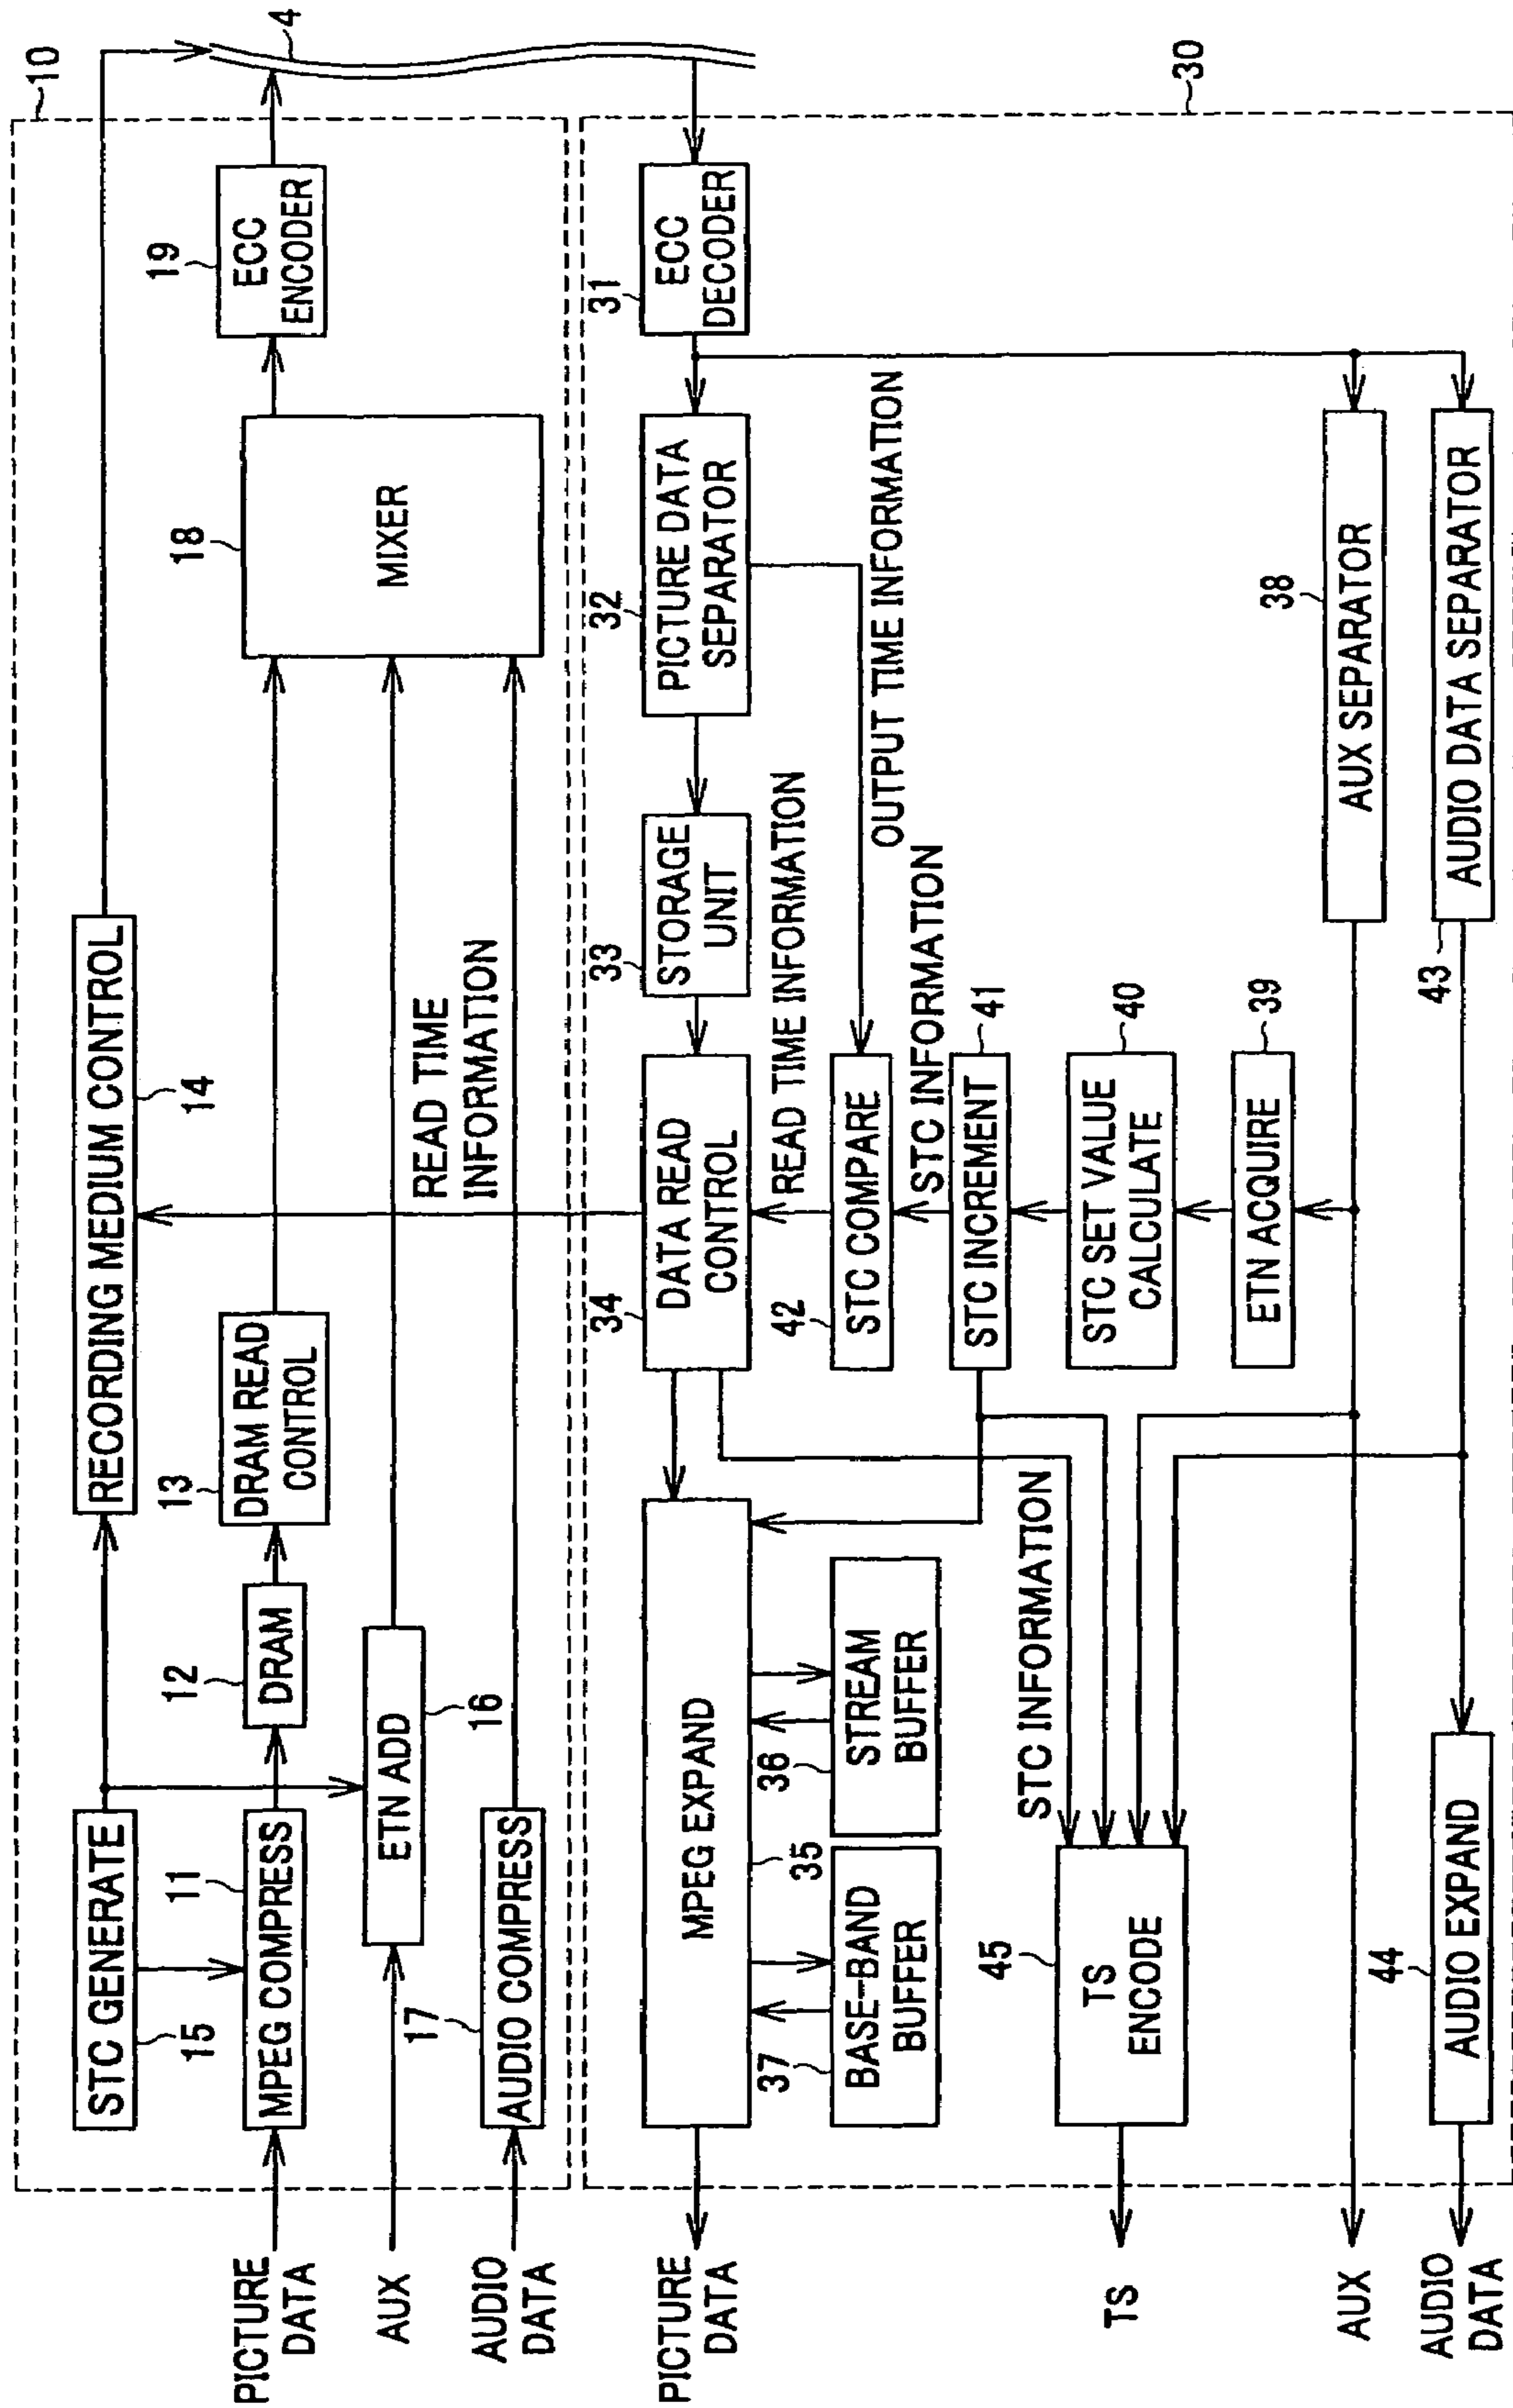 10
RECORDING MEDIUM CONTROL
14
4
STC GENERATE
15
PICTURE
DATA
11
MPEG COMPRESS
12
DRAM
13
DRAM READ
CONTROL
18
MIXER
19
ECC
ENCODER
AUX
ETN ADD
16
READ TIME
INFORMATION
AUDIO
DATA
17
AUDIO COMPRESS
30
PICTURE
DATA
MPEG EXPAND
35
34
DATA READ
CONTROL
33
STORAGE
UNIT
32
PICTURE DATA
SEPARATOR
31
ECC
DECODER
READ TIME INFORMATION
OUTPUT TIME INFORMATION
37
BASE-BAND
BUFFER
36
STREAM
BUFFER
42
STC COMPARE
STC INFORMATION
STC INCREMENT
41
STC INFORMATION
TS
45
TS
ENCODE
STC SET VALUE
CALCULATE
40
ETN ACQUIRE
39
38
AUX SEPARATOR
AUX
AUDIO
DATA
44
AUDIO EXPAND
43
AUDIO DATA SEPARATOR